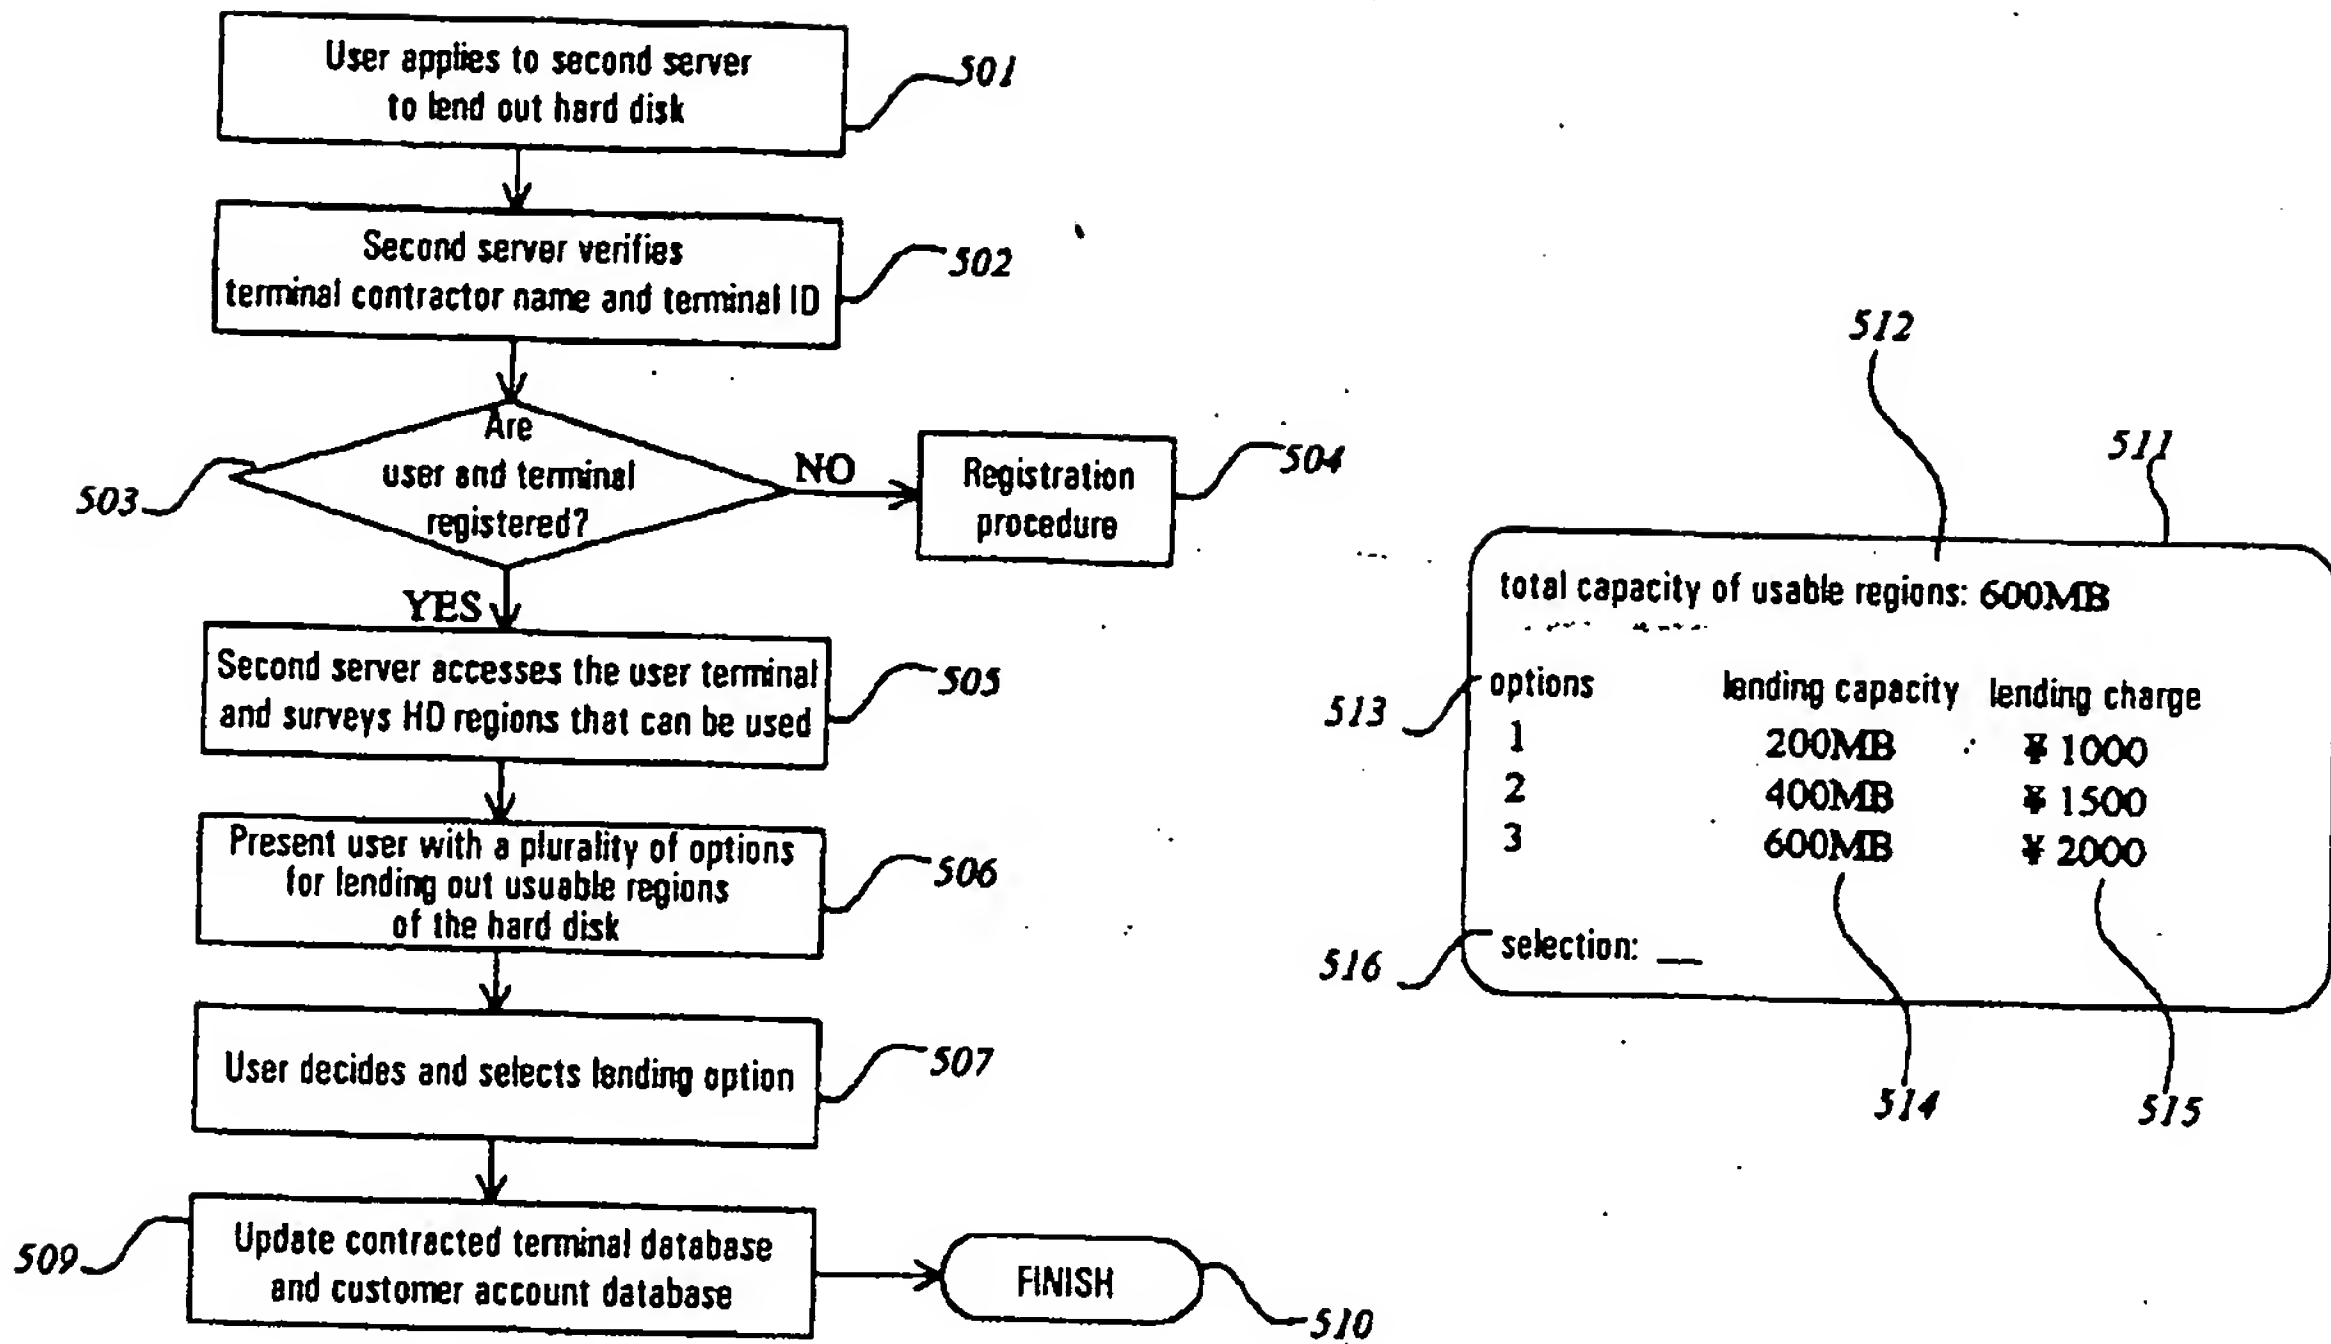 User applies to second server
to lend out hard disk
501
Second server verifies
terminal contractor name and terminal ID
502
Are
user and terminal
registered?
503
NO
Registration
procedure
504
YES
Second server accesses the user terminal
and surveys HD regions that can be used
505
Present user with a plurality of options
for lending out usuable regions
of the hard disk
506
User decides and selects lending option
507
Update contracted terminal database
and customer account database
509
FINISH
510
512
511
total capacity of usable regions: 600MB
513
options lending capacity lending charge
1 200MB ¥ 1000
2 400MB ¥ 1500
3 600MB ¥ 2000
516
selection: __
514
515